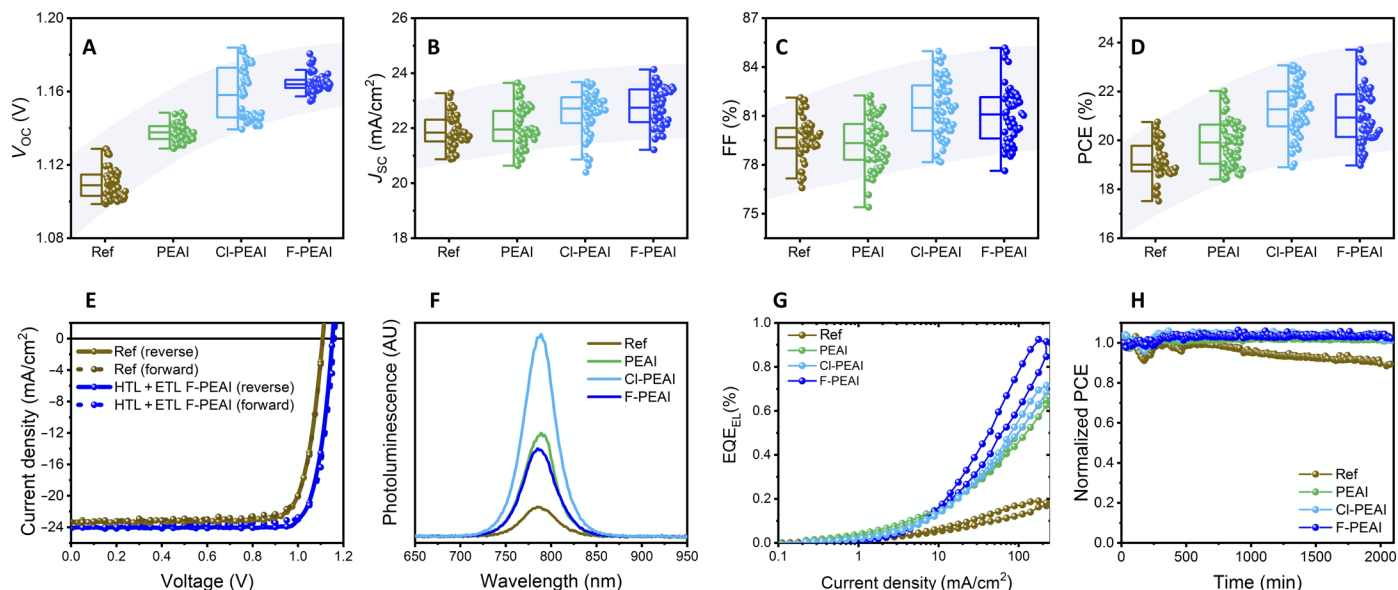 A
V_OC (V)
1.20
1.16
1.12
1.08
Ref
PEAI
Cl-PEAI
F-PEAI
B
J_SC (mA/cm²)
26
24
22
20
18
Ref
PEAI
Cl-PEAI
F-PEAI
C
FF (%)
87
83
79
75
Ref
PEAI
Cl-PEAI
F-PEAI
D
PCE (%)
24
22
20
18
16
Ref
PEAI
Cl-PEAI
F-PEAI
E
Current density (mA/cm²)
0
−4
−8
−12
−16
−20
−24
Ref (reverse)
Ref (forward)
HTL + ETL F-PEAI (reverse)
HTL + ETL F-PEAI (forward)
0.0
0.2
0.4
0.6
0.8
1.0
1.2
Voltage (V)
F
Photoluminescence (AU)
Ref
PEAI
Cl-PEAI
F-PEAI
650
700
750
800
850
900
950
Wavelength (nm)
G
EQE_EL (%)
1.0
0.8
0.6
0.4
0.2
0.0
Ref
PEAI
Cl-PEAI
F-PEAI
0.1
1
10
100
Current density (mA/cm²)
H
Normalized PCE
1.0
0.8
0.6
0.4
0.2
0.0
Ref
PEAI
Cl-PEAI
F-PEAI
0
500
1000
1500
2000
Time (min)